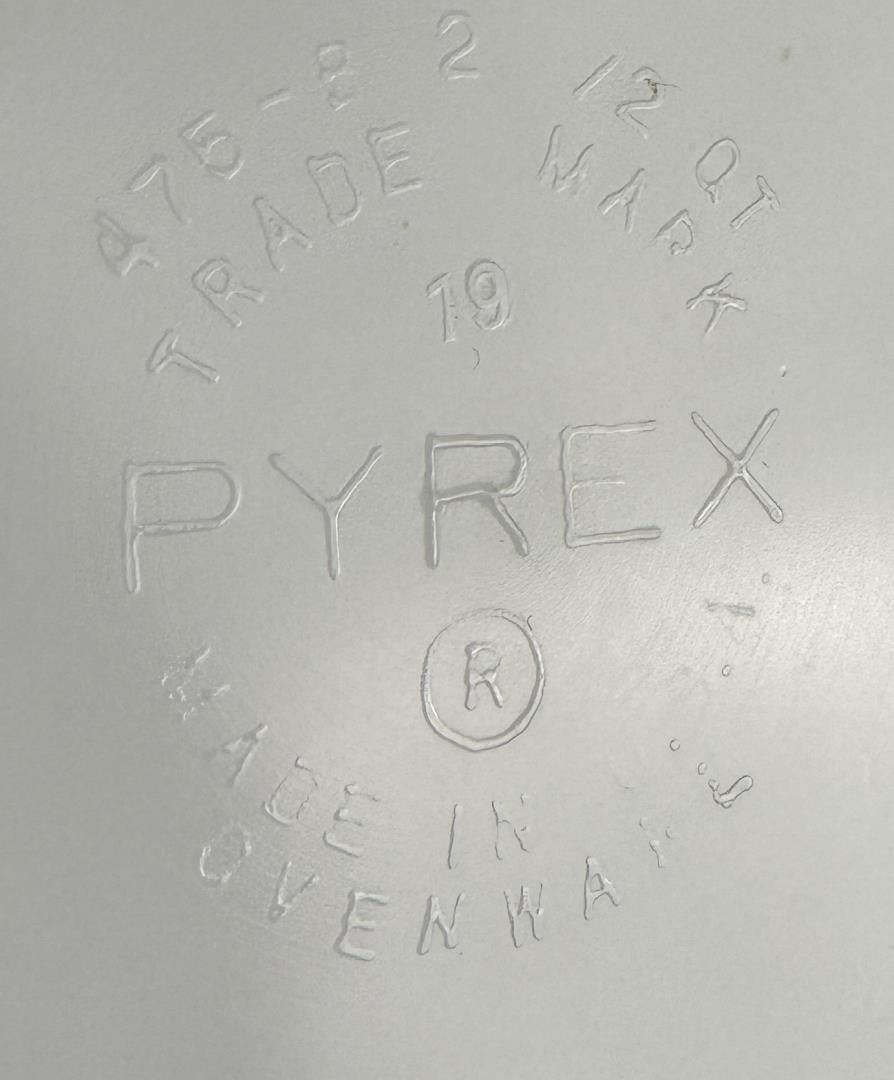 475-B 2 1/2 QT
TRADE MARK
19
PYREX
®
MADE IN
OVENWARE